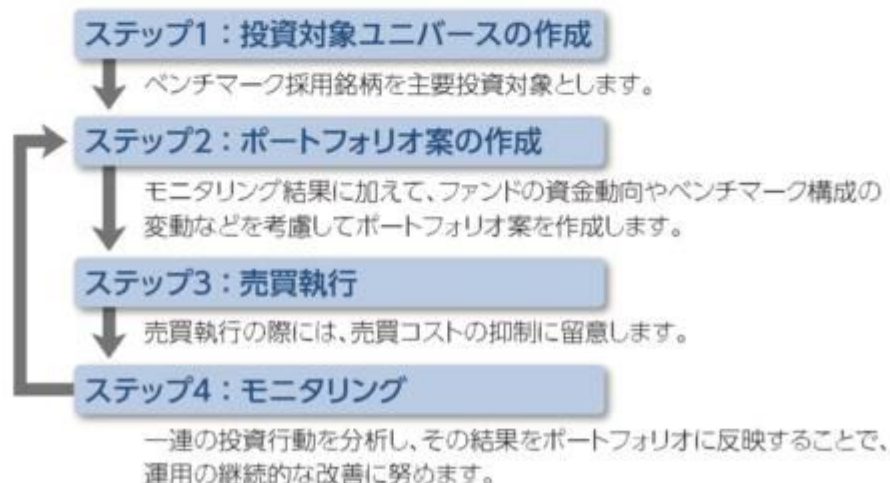 ステップ1：投資対象ユニバースの作成
ベンチマーク採用銘柄を主要投資対象とします。
ステップ2：ポートフォリオ案の作成
モニタリング結果に加えて、ファンドの資金動向やベンチマーク構成の
変動などを考慮してポートフォリオ案を作成します。
ステップ3：売買執行
売買執行の際には、売買コストの抑制に留意します。
ステップ4：モニタリング
一連の投資行動を分析し、その結果をポートフォリオに反映することで、
運用の継続的な改善に努めます。